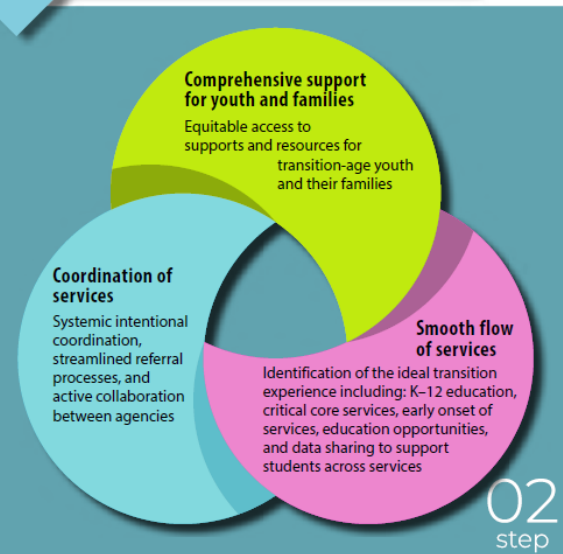 Comprehensive support
for youth and families
Equitable access to
supports and resources for
transition-age youth
and their families
Coordination of
services
Systemic intentional
coordination,
streamlined referral
processes, and
active collaboration
between agencies
Smooth flow
of services
Identification of the ideal transition
experience including: K–12 education,
critical core services, early onset of
services, education opportunities,
and data sharing to support
students across services
02
step